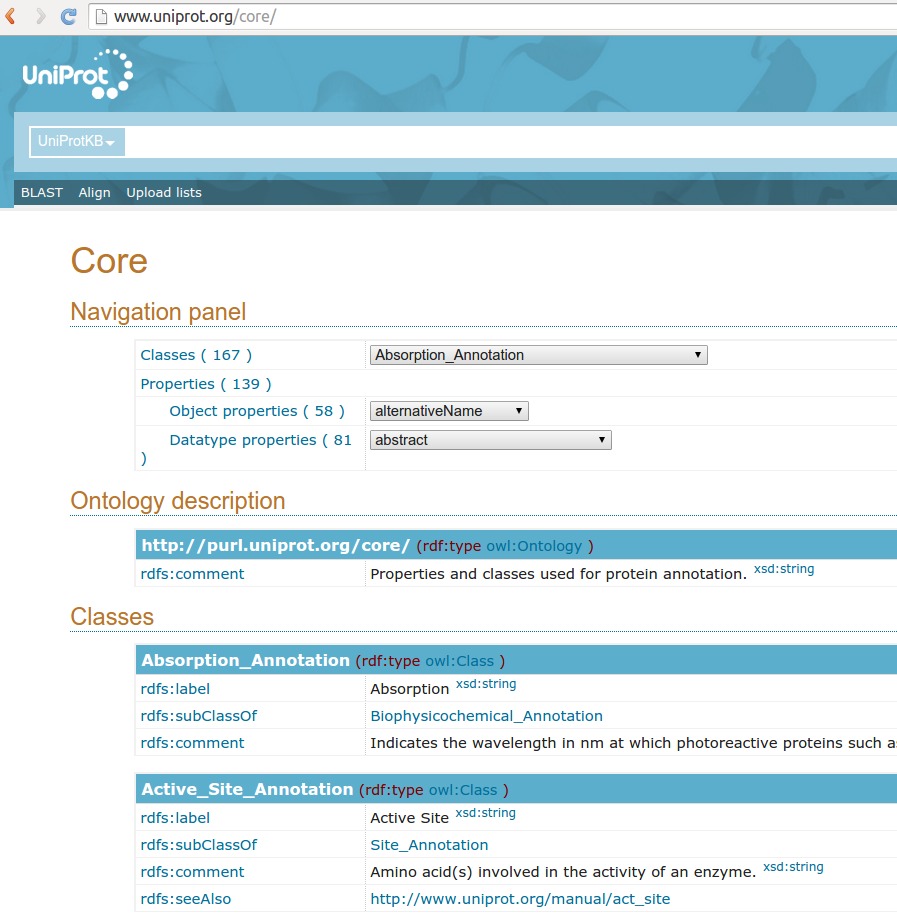 www.uniprot.org/core/
UniProt
UniProtKB
BLAST Align Upload lists
Core
Navigation panel
Classes ( 167 ) Absorption_Annotation
Properties ( 139 )
Object properties ( 58 ) alternativeName
Datatype properties ( 81 abstract
)
Ontology description
http://purl.uniprot.org/core/ (rdf:type owl:Ontology )
rdfs:comment Properties and classes used for protein annotation. xsd:string
Classes
Absorption_Annotation (rdf:type owl:Class )
rdfs:label Absorption xsd:string
rdfs:subClassOf Biophysicochemical_Annotation
rdfs:comment Indicates the wavelength in nm at which photoreactive proteins such
Active_Site_Annotation (rdf:type owl:Class )
rdfs:label Active Site xsd:string
rdfs:subClassOf Site_Annotation
rdfs:comment Amino acid(s) involved in the activity of an enzyme. xsd:string
rdfs:seeAlso http://www.uniprot.org/manual/act_site